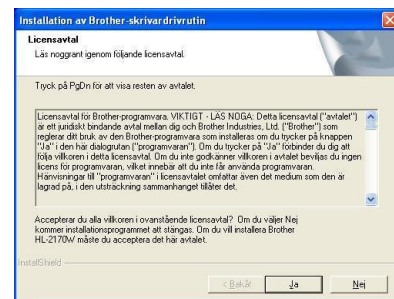 Installation av Brother-skrivardrivrutin
Licensavtal
Läs noggrant igenom följande licensavtal.
Tryck på PgDn för att visa resten av avtalet.
Licensavtal för Brother-programvara. VIKTIGT - LÄS NOGA: Detta licensavtal ("avtalet")
är ett juridiskt bindande avtal mellan dig och Brother Industries, Ltd. ("Brother") som
reglerar ditt bruk av den Brother-programvara som installeras om du trycker på knappen
"Ja" i den här dialogrutan ("programvaran"). Om du trycker på "Ja" förbinder du dig att
följa villkoren i detta licensavtal. Om du inte godkänner villkoren i avtalet beviljas du ingen
licens för programvaran, vilket innebär att du inte får använda programvaran.
Hänvisningar till "programvaran" i licensavtalet omfattar även det medium som den är
lagrad på, i den utsträckning sammanhanget tillåter det.
Accepterar du alla villkoren i ovanstående licensavtal? Om du väljer Nej
kommer installationsprogrammet att stängas. Om du vill installera Brother
HL-2170W måste du acceptera det här avtalet.
InstallShield
< Bakåt Ja Nej